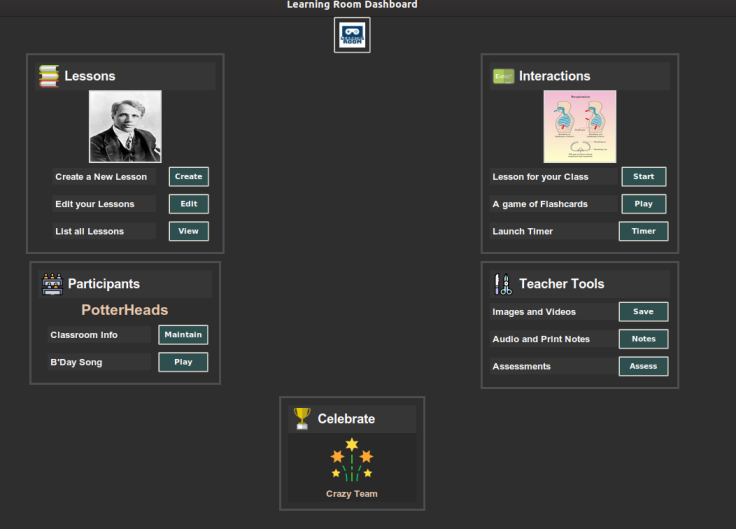 Learning Room Dashboard
ROOM
Lessons
Create a New Lesson Create
Edit your Lessons Edit
List all Lessons View
Interactions
Lesson for your Class Start
A game of Flashcards Play
Launch Timer Timer
Participants
PotterHeads
Classroom Info Maintain
B'Day Song Play
Teacher Tools
Images and Videos Save
Audio and Print Notes Notes
Assessments Assess
Celebrate
Crazy Team